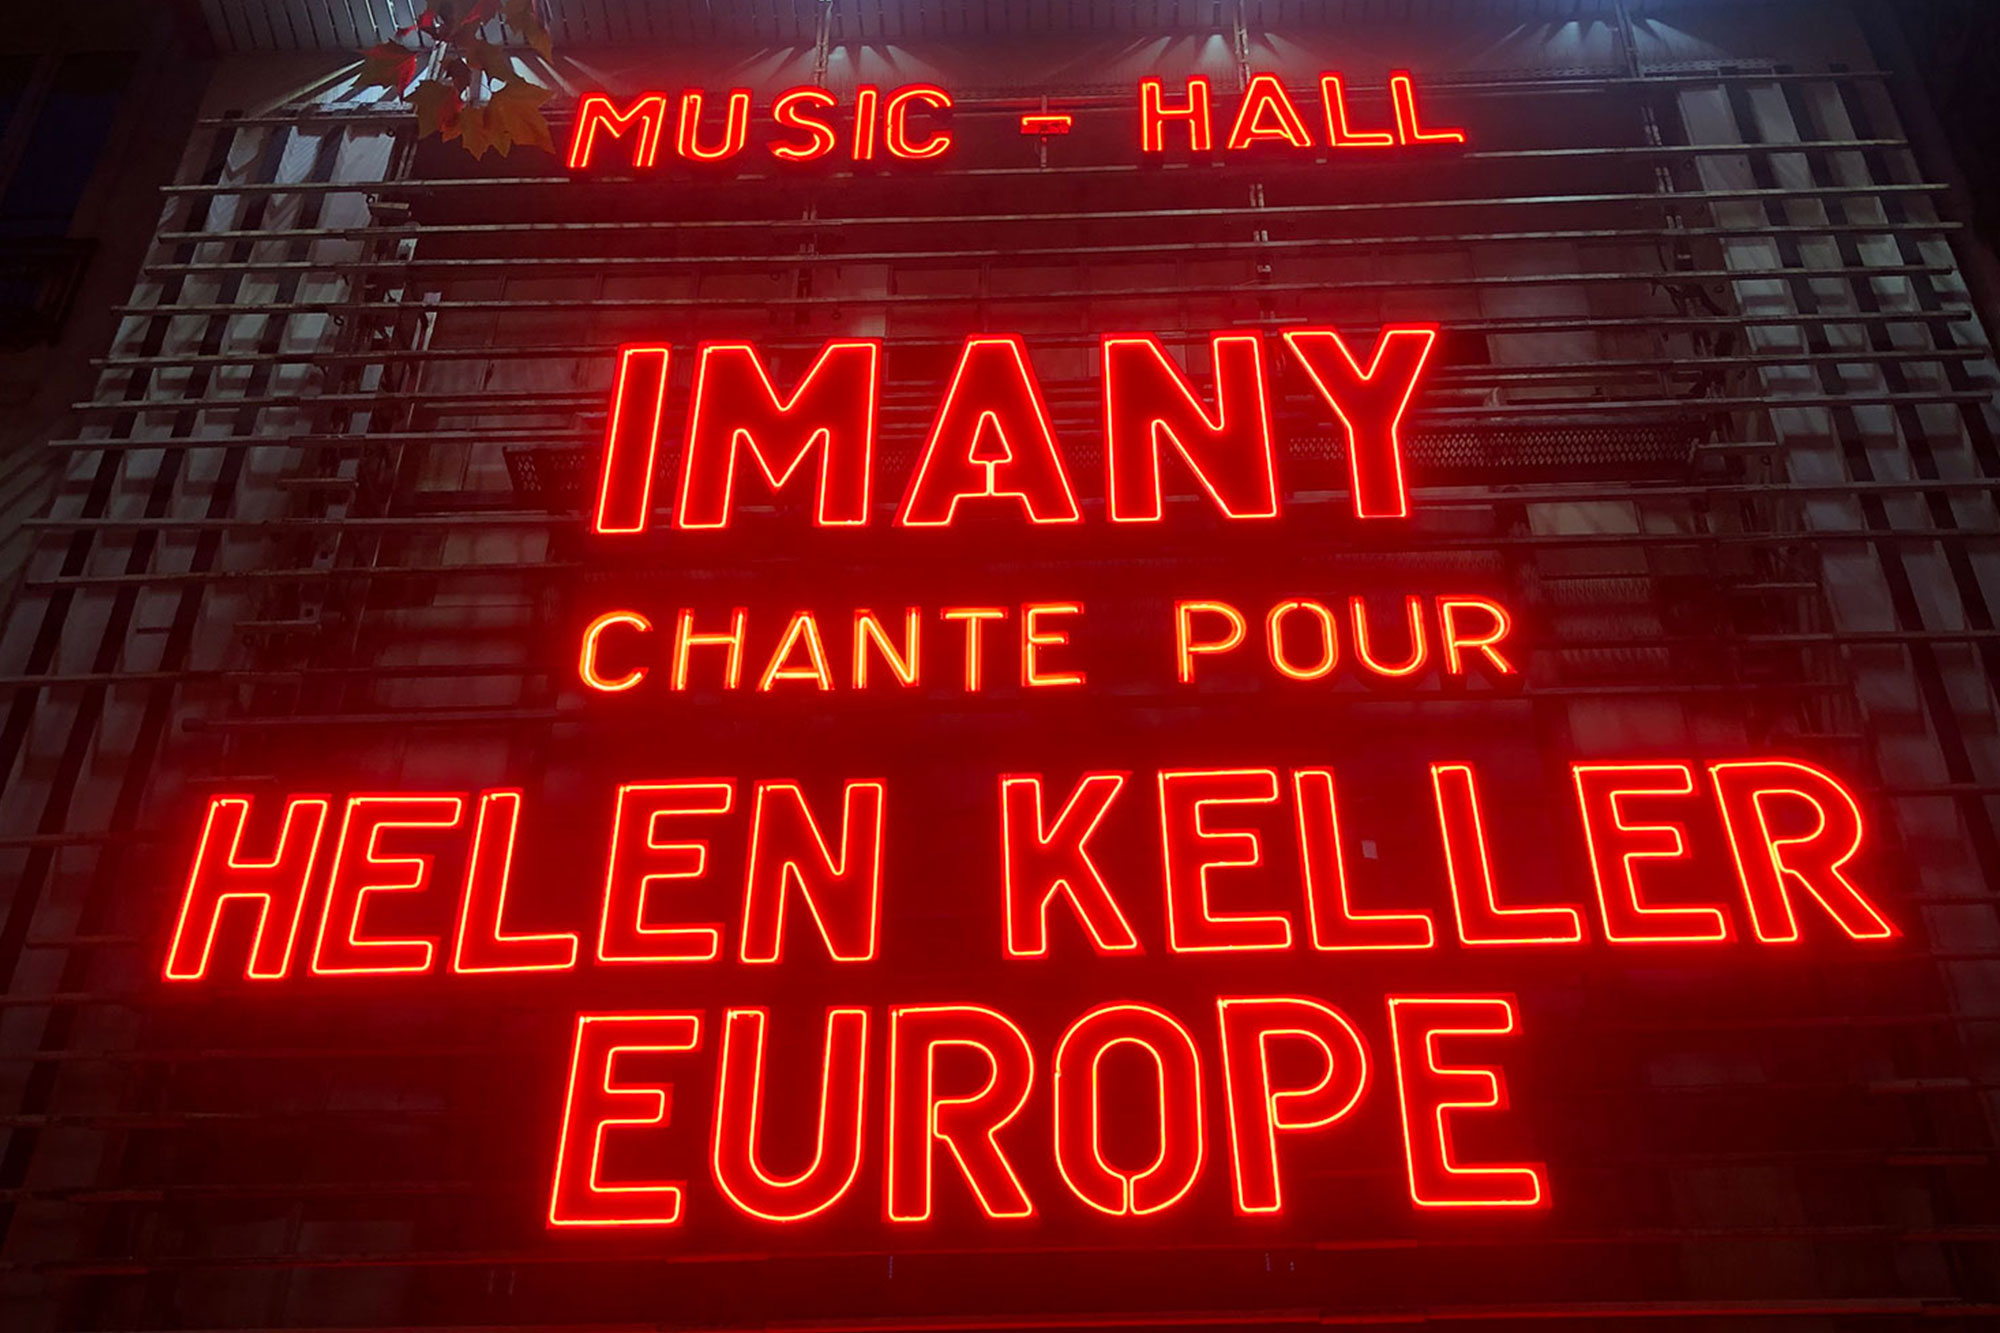 MUSIC - HALL
IMANY
CHANTE POUR
HELEN KELLER
EUROPE